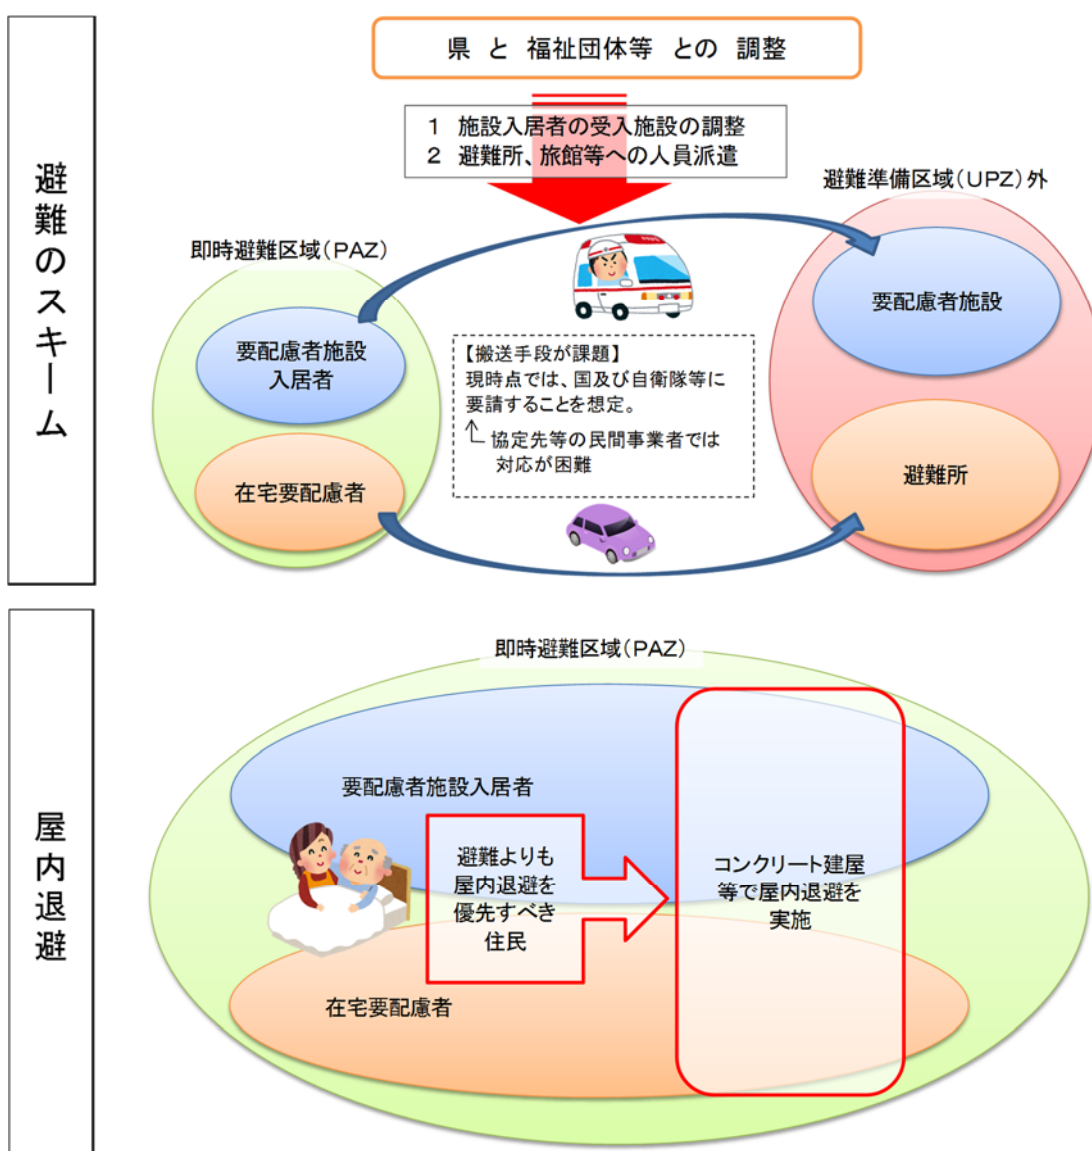 県 と 福祉団体等 との 調整
1 施設入居者の受入施設の調整
2 避難所、旅館等への人員派遣
避難のスキーム
即時避難区域(PAZ)
避難準備区域(UPZ)外
要配慮者施設
入居者
在宅要配慮者
【搬送手段が課題】
現時点では、国及び自衛隊等に
要請することを想定。
協定先等の民間事業者では
対応が困難
要配慮者施設
避難所
屋内退避
即時避難区域(PAZ)
要配慮者施設入居者
避難よりも
屋内退避を
優先すべき
住民
コンクリート建屋
等で屋内退避を
実施
在宅要配慮者